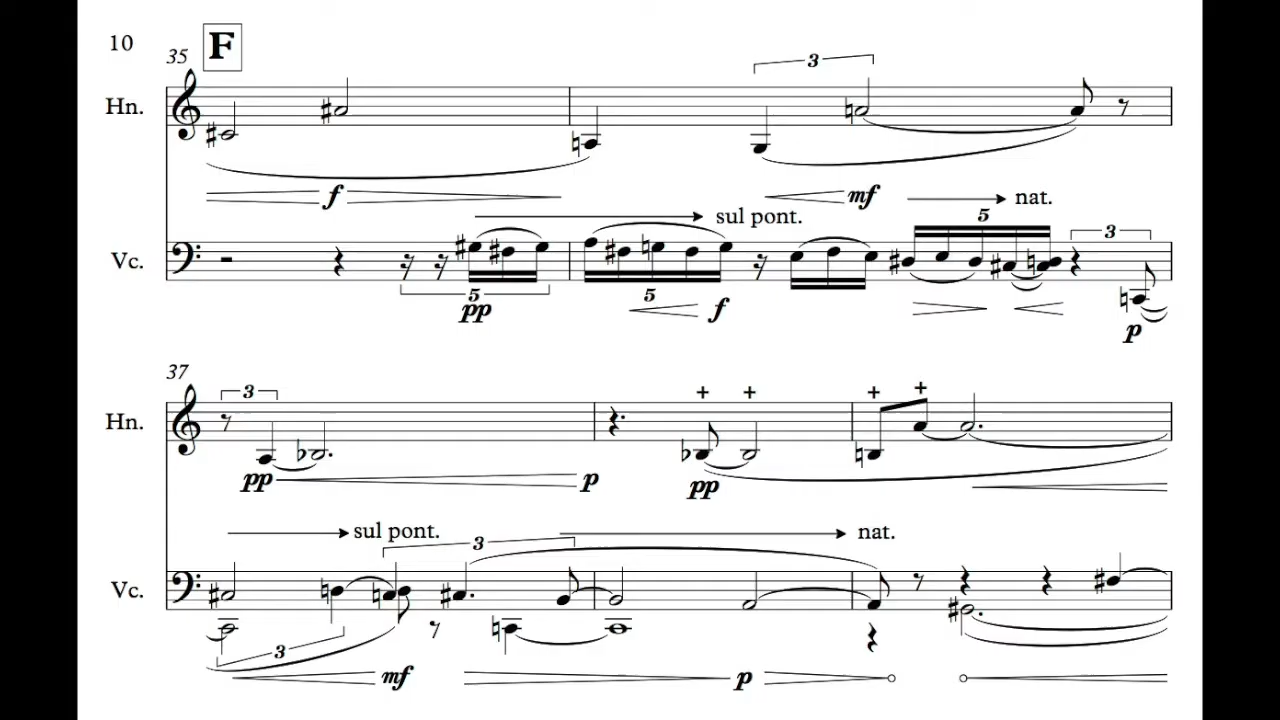 10
35 F
3
Hn.
f mf
sul pont. 5 nat.
3
Vc.
5 5
pp f p
37
3 + + + +
Hn.
pp p pp
sul pont. 3 nat.
Vc.
3
mf p